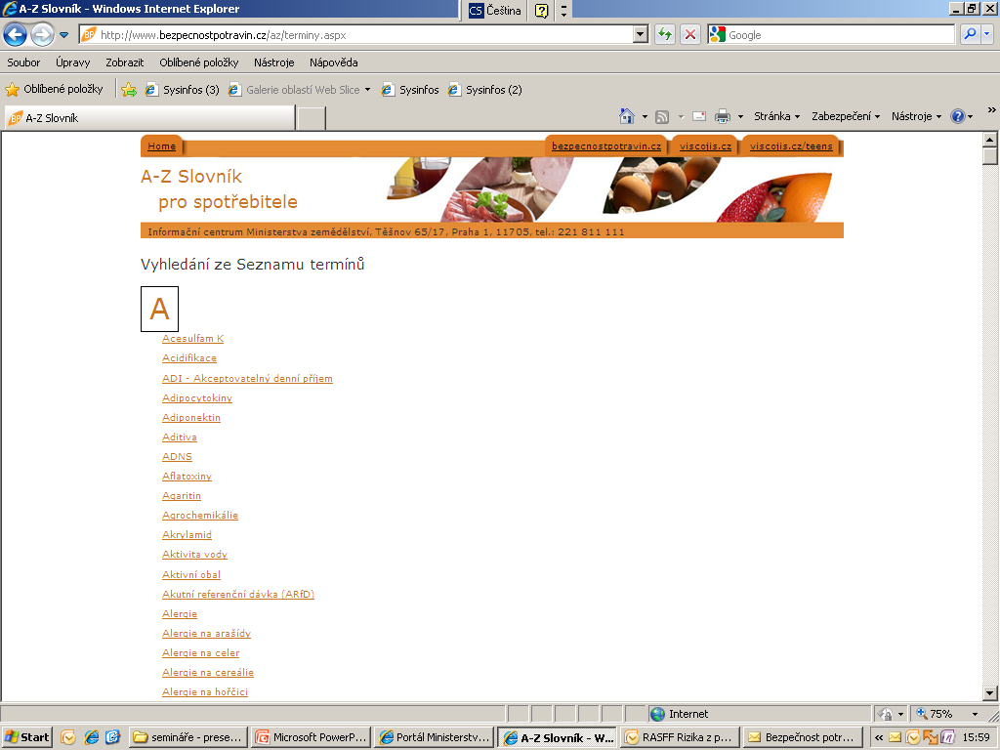 A-Z Slovník - Windows Internet Explorer
CS Čeština
http://www.bezpecnostpotravin.cz/az/terminy.aspx
Google
Soubor Úpravy Zobrazit Oblíbené položky Nástroje Nápověda
Oblíbené položky Sysinfos (3) Galerie oblastí Web Slice Sysinfos Sysinfos (2)
BP A-Z Slovník
Stránka Zabezpečení Nástroje »
Home bezpecnostpotravin.cz viscojis.cz viscojis.cz/teens
A-Z Slovník
pro spotřebitele
Informační centrum Ministerstva zemědělství, Těšnov 65/17, Praha 1, 11705, tel.: 221 811 111
Vyhledání ze Seznamu termínů
A
Acesulfam K
Acidifikace
ADI - Akceptovatelný denní příjem
Adipocytokiny
Adiponektin
Aditiva
ADNS
Aflatoxiny
Agaritin
Agrochemikálie
Akrylamid
Aktivita vody
Aktivní obal
Akutní referenční dávka (ARfD)
Alergie
Alergie na arašídy
Alergie na celer
Alergie na cereálie
Alergie na hořčici
Internet 75%
Start semináře - prese... Microsoft PowerP... Portál Ministerstv... A-Z Slovník - W... RASFF Rizika z p... Bezpečnost potr... « 15:59